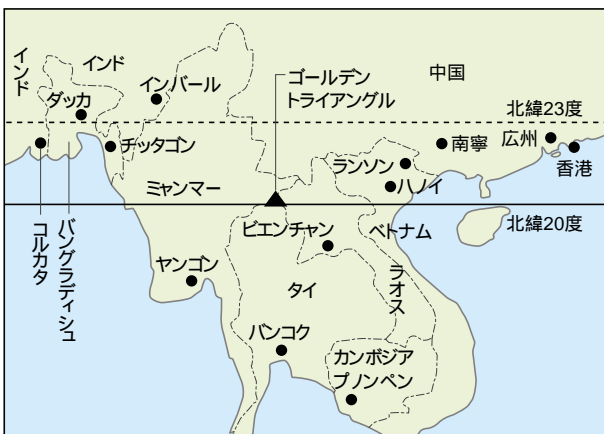 インド
インド
ダッカ
インパール
ゴールデン
トライアングル
中国
北緯23度
チッタゴン
ランソン
南寧
広州
香港
ミャンマー
ハノイ
コルカタ
バングラディシュ
ビエンチャン
ベトナム
北緯20度
ヤンゴン
タイ
ラオス
バンコク
カンボジア
プノンペン